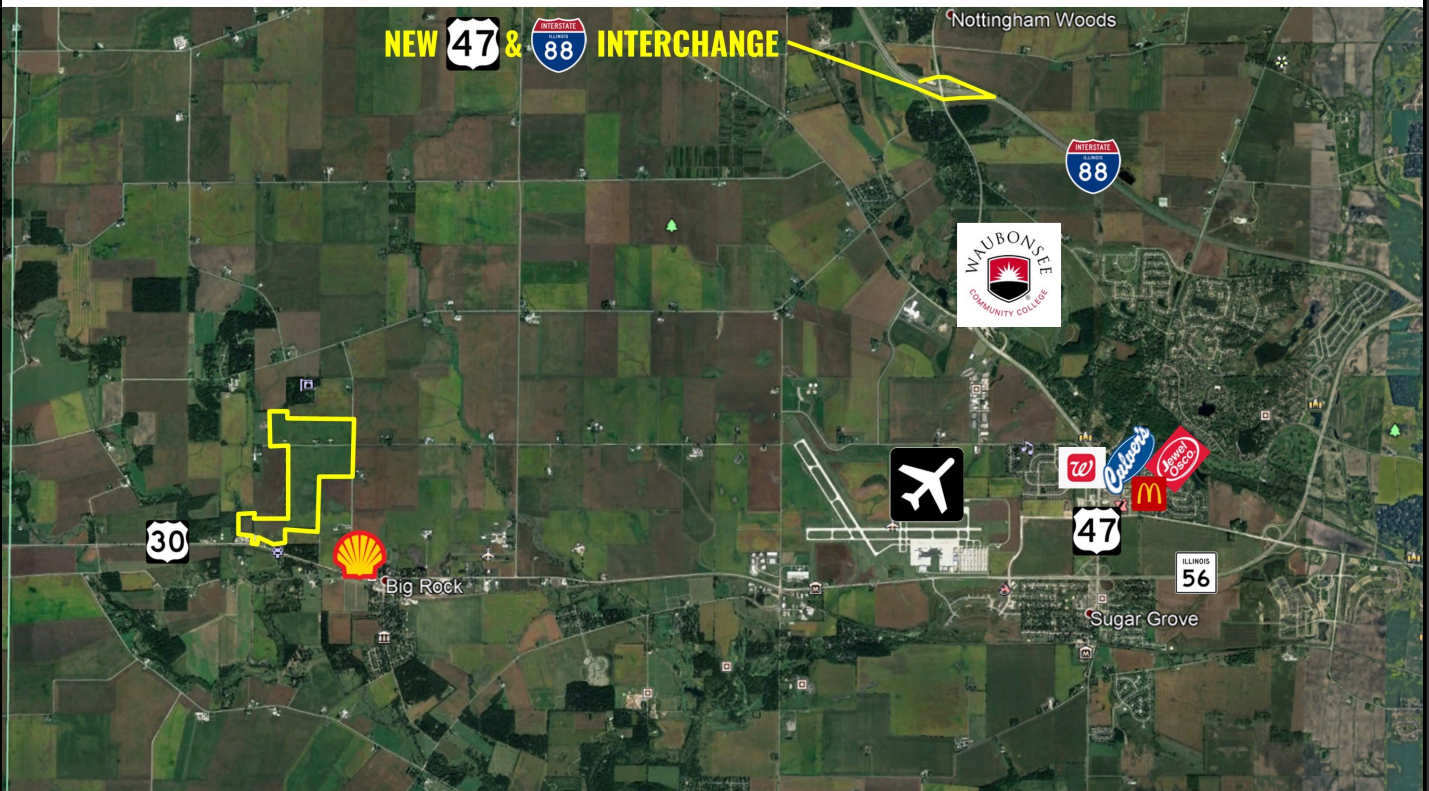 Nottingham Woods
NEW 47 & INTERSTATE ILLINOIS 88 INTERCHANGE
INTERSTATE
ILLINOIS
88
WAUBONSEE
COMMUNITY COLLEGE
®
W
Culver's
Jewel
Osco.
M
30
47
ILLINOIS
56
Big Rock
Sugar Grove